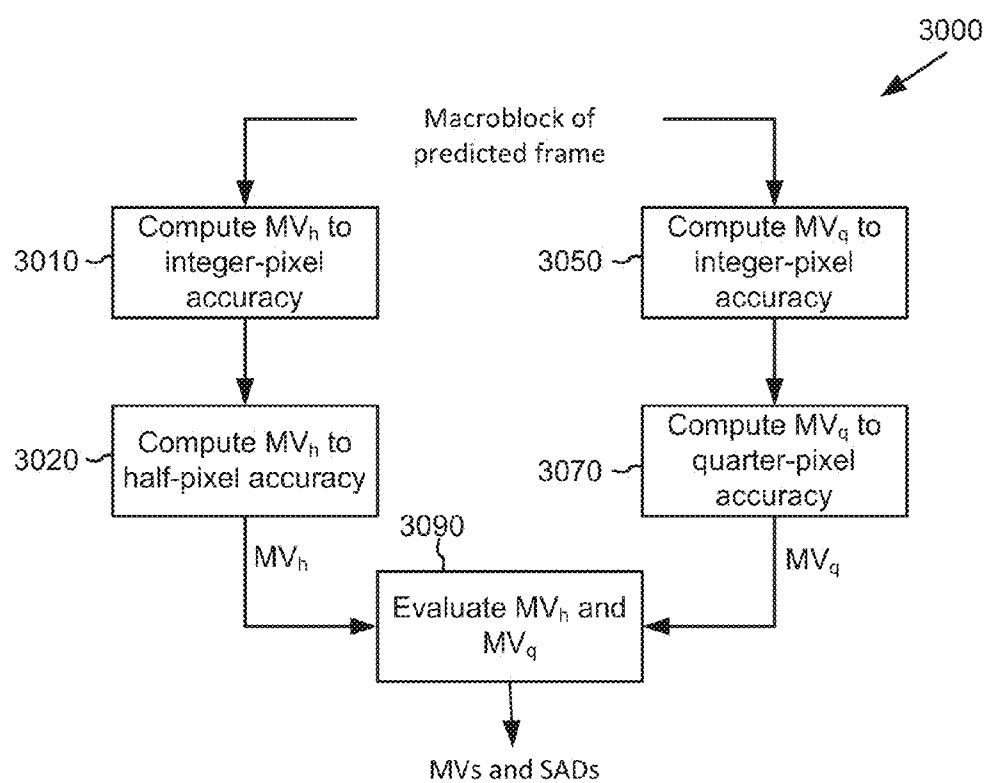 3000
Macroblock of
predicted frame
3010
Compute MVh to
integer-pixel
accuracy
3050
Compute MVq to
integer-pixel
accuracy
3020
Compute MVh to
half-pixel accuracy
3070
Compute MVq to
quarter-pixel
accuracy
3090
MVh
MVq
Evaluate MVh and
MVq
MVs and SADs